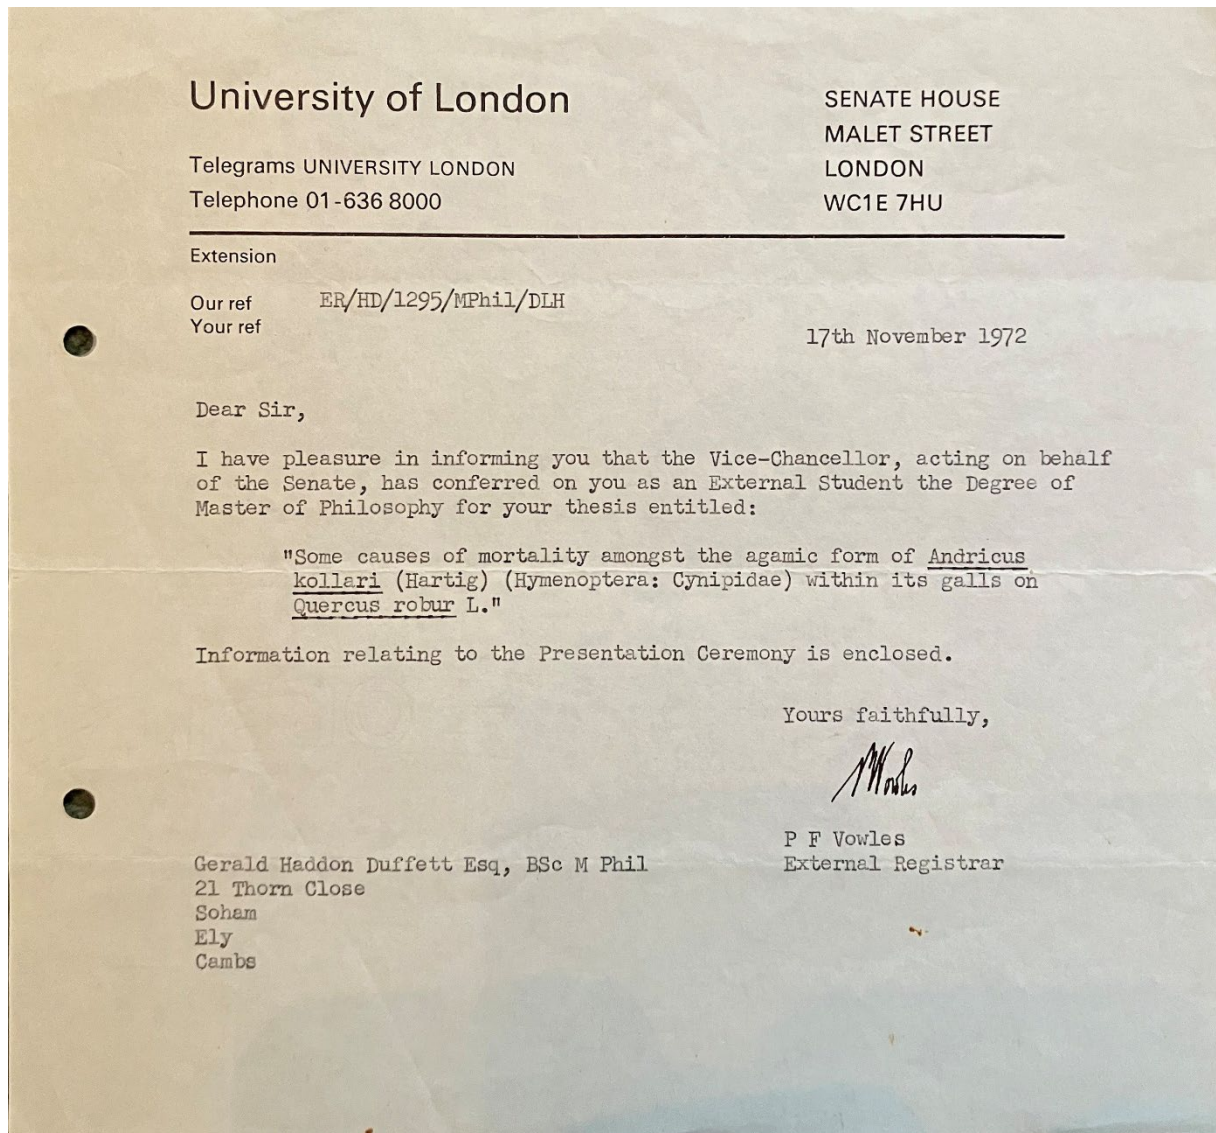 University of London
SENATE HOUSE
MALET STREET
LONDON
WC1E 7HU
Telegrams UNIVERSITY LONDON
Telephone 01-636 8000
Extension
Our ref ER/HD/1295/MPhil/DLH
Your ref
17th November 1972
Dear Sir,
I have pleasure in informing you that the Vice-Chancellor, acting on behalf
of the Senate, has conferred on you as an External Student the Degree of
Master of Philosophy for your thesis entitled:
"Some causes of mortality amongst the agamic form of Andricus
kollari (Hartig) (Hymenoptera: Cynipidae) within its galls on
Quercus robur L."
Information relating to the Presentation Ceremony is enclosed.
Yours faithfully,
P F Vowles
External Registrar
Gerald Haddon Duffett Esq, BSc M Phil
21 Thorn Close
Soham
Ely
Cambs